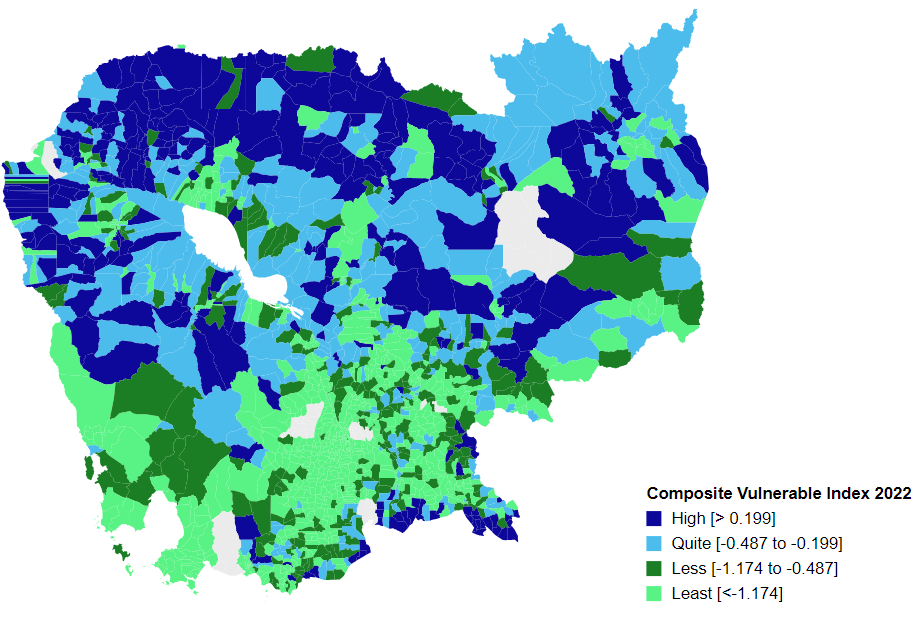 Composite Vulnerable Index 2022
High [> 0.199]
Quite [-0.487 to -0.199]
Less [-1.174 to -0.487]
Least [<-1.174]